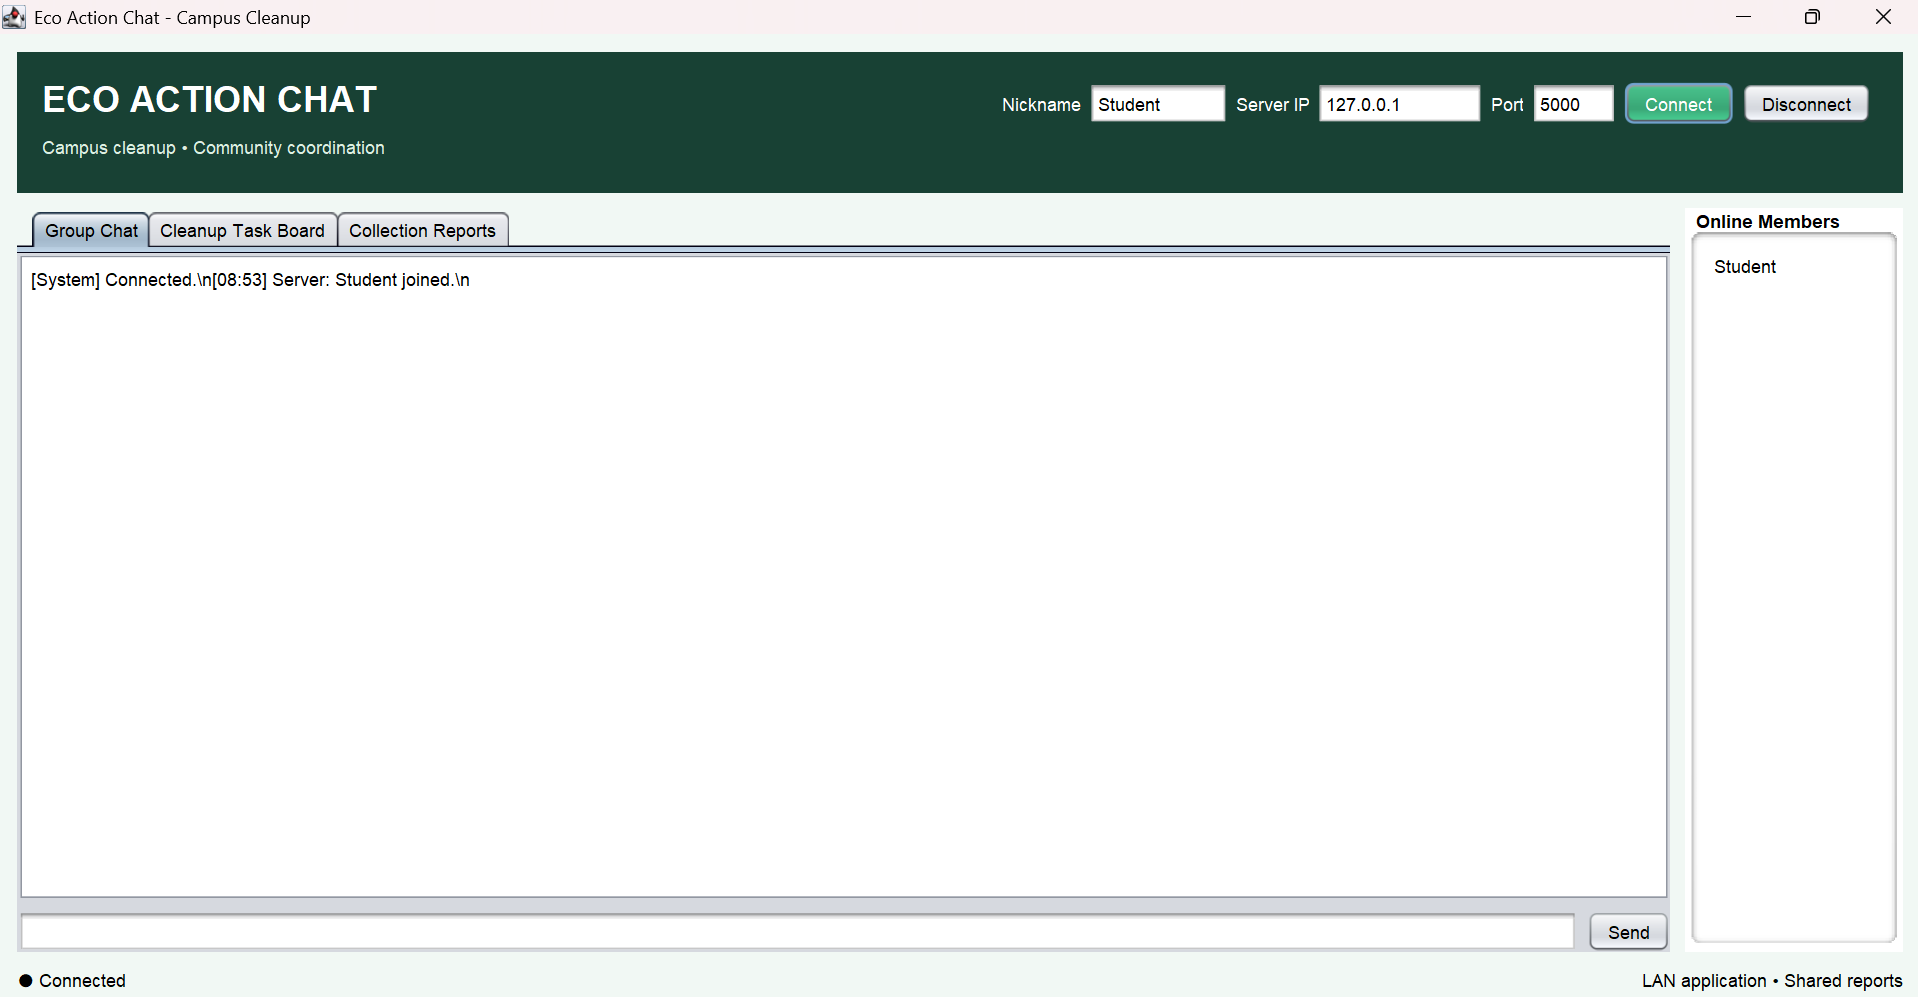 Eco Action Chat - Campus Cleanup
ECO ACTION CHAT
Campus cleanup • Community coordination
Nickname Student Server IP 127.0.0.1 Port 5000 Connect Disconnect
Group Chat Cleanup Task Board Collection Reports
[System] Connected.\n[08:53] Server: Student joined.\n
Online Members
Student
Send
● Connected
LAN application • Shared reports